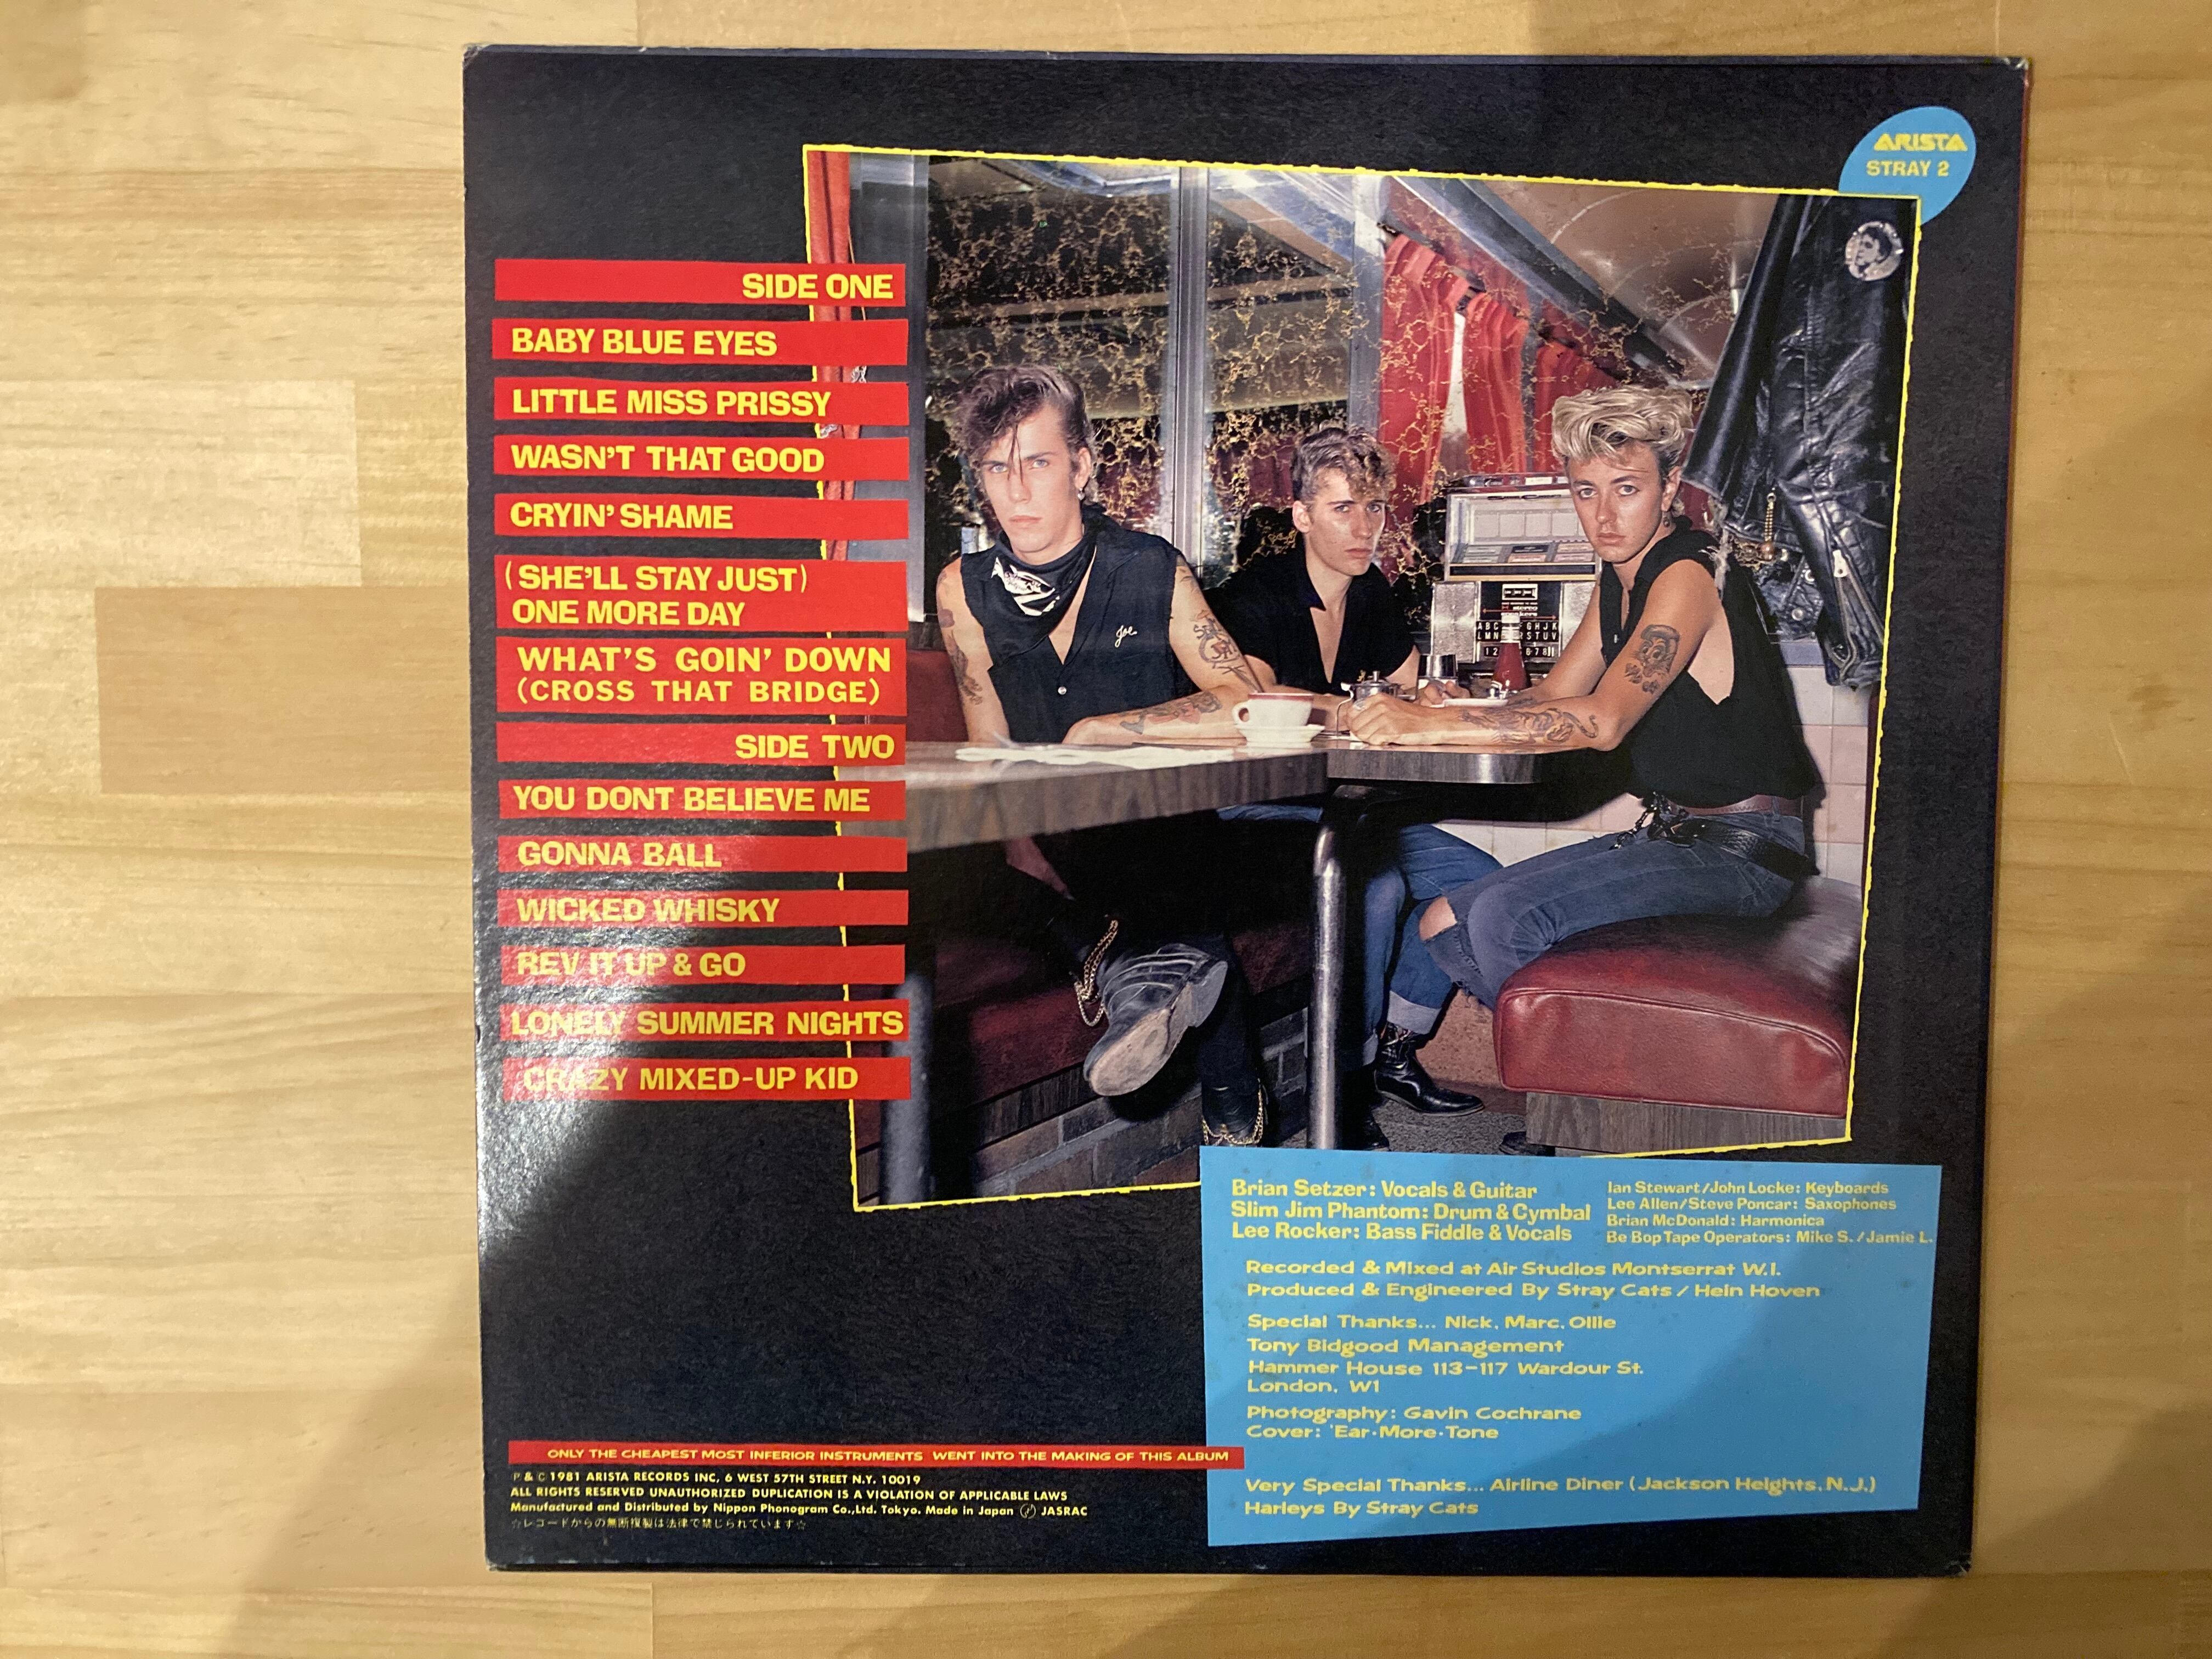 ARISTA
STRAY 2
SIDE ONE
BABY BLUE EYES
LITTLE MISS PRISSY
WASN'T THAT GOOD
CRYIN' SHAME
(SHE'LL STAY JUST)
ONE MORE DAY
WHAT'S GOIN' DOWN
(CROSS THAT BRIDGE)
SIDE TWO
YOU DONT BELIEVE ME
GONNA BALL
WICKED WHISKY
REV IT UP & GO
LONELY SUMMER NIGHTS
CRAZY MIXED-UP KID
Joe
Brian Setzer: Vocals & Guitar
Slim Jim Phantom: Drum & Cymbal
Lee Rocker: Bass Fiddle & Vocals
Ian Stewart/John Locke: Keyboards
Lee Allen/Steve Poncar: Saxophones
Brian McDonald: Harmonica
Be Bop Tape Operators: Mike S. /Jamie L.
Recorded & Mixed at Air Studios Montserrat W.I.
Produced & Engineered By Stray Cats / Hein Hoven
Special Thanks... Nick, Marc, Ollie
Tony Bidgood Management
Hammer House 113-117 Wardour St.
London, W1
Photography: Gavin Cochrane
Cover: 'Ear·More·Tone
Very Special Thanks... Airline Diner (Jackson Heights, N.J.)
Harleys By Stray Cats
ONLY THE CHEAPEST MOST INFERIOR INSTRUMENTS WENT INTO THE MAKING OF THIS ALBUM
Ⓟ & © 1981 ARISTA RECORDS INC, 6 WEST 57TH STREET N.Y. 10019
ALL RIGHTS RESERVED UNAUTHORIZED DUPLICATION IS A VIOLATION OF APPLICABLE LAWS
Manufactured and Distributed by Nippon Phonogram Co.,Ltd. Tokyo. Made in Japan JASRAC
☆レコードからの無断複製は法律で禁じられています☆